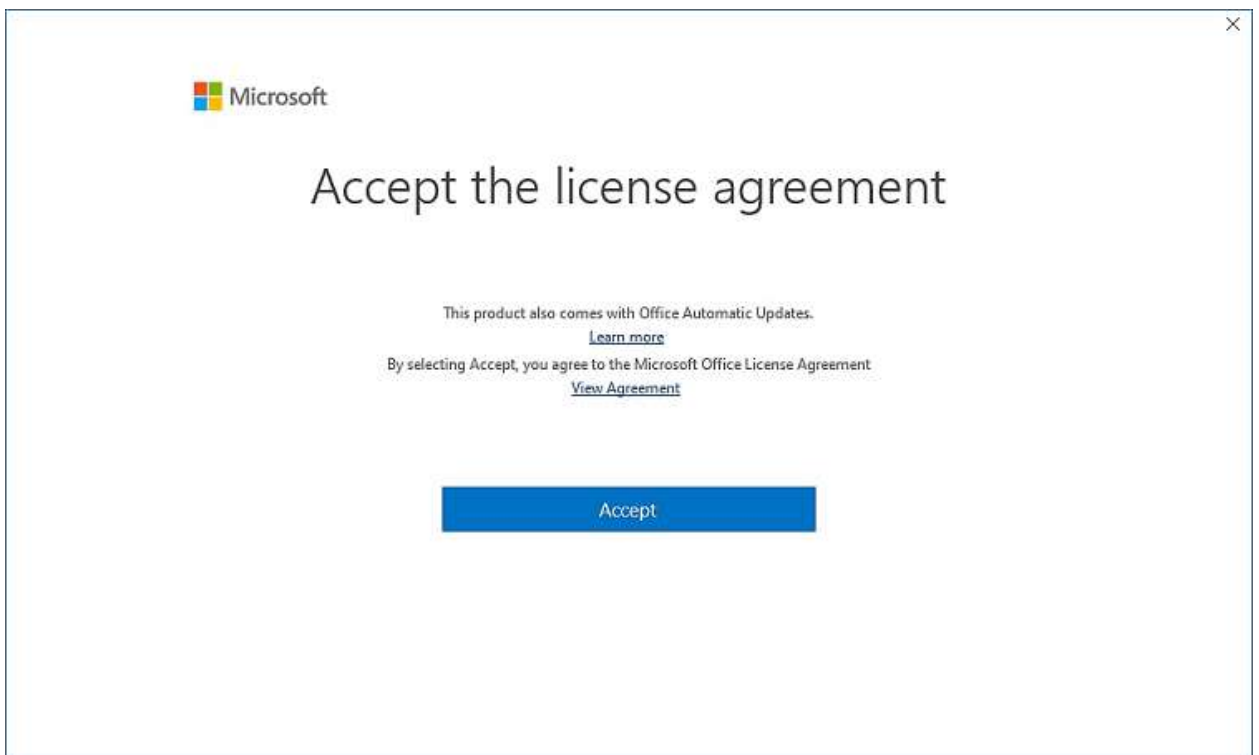 Microsoft
Accept the license agreement
This product also comes with Office Automatic Updates.
Learn more
By selecting Accept, you agree to the Microsoft Office License Agreement
View Agreement
Accept